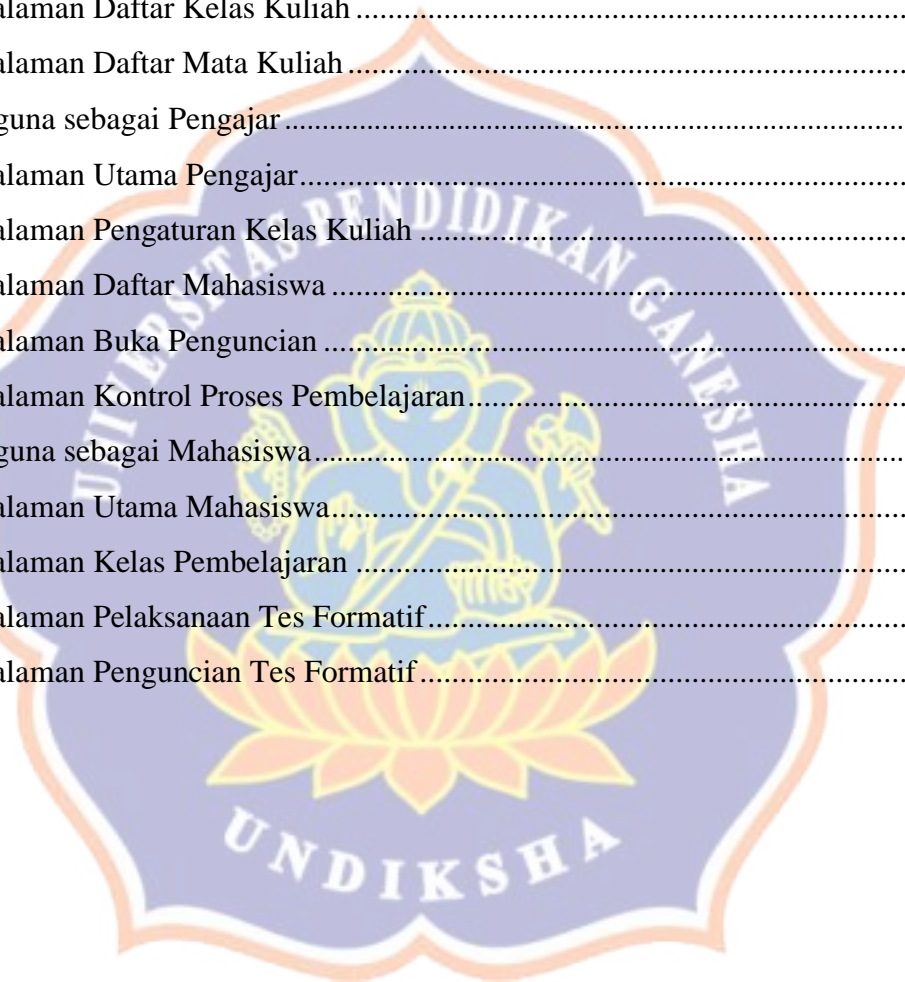 alaman Daftar Kelas Kuliah ....................................................................
alaman Daftar Mata Kuliah .....................................................................
guna sebagai Pengajar ..............................................................................
alaman Utama Pengajar...........................................................................
alaman Pengaturan Kelas Kuliah ............................................................
alaman Daftar Mahasiswa .......................................................................
alaman Buka Penguncian ........................................................................
alaman Kontrol Proses Pembelajaran......................................................
guna sebagai Mahasiswa..........................................................................
alaman Utama Mahasiswa.......................................................................
alaman Kelas Pembelajaran ....................................................................
alaman Pelaksanaan Tes Formatif...........................................................
alaman Penguncian Tes Formatif ............................................................
UNIVERSITAS PENDIDIKAN GANESHA
UNDIKSHA